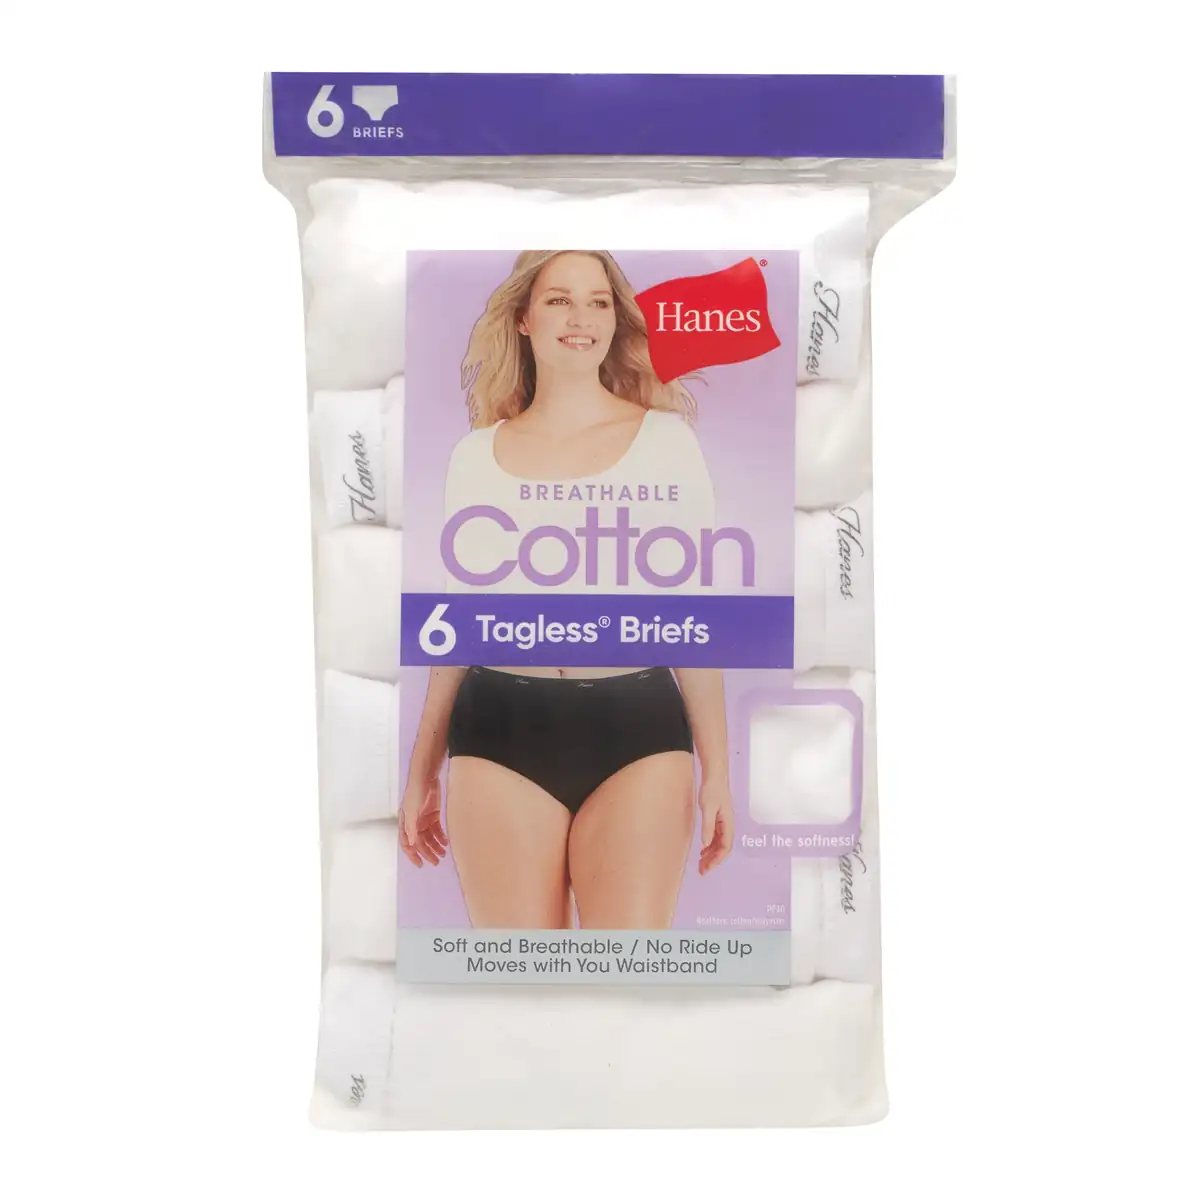 6
BRIEFS
Hanes®
Hanes
Hanes
BREATHABLE
Cotton
Hanes
6 Tagless® Briefs
feel the softness!
Hanes
Soft and Breathable / No Ride Up
Moves with You Waistband